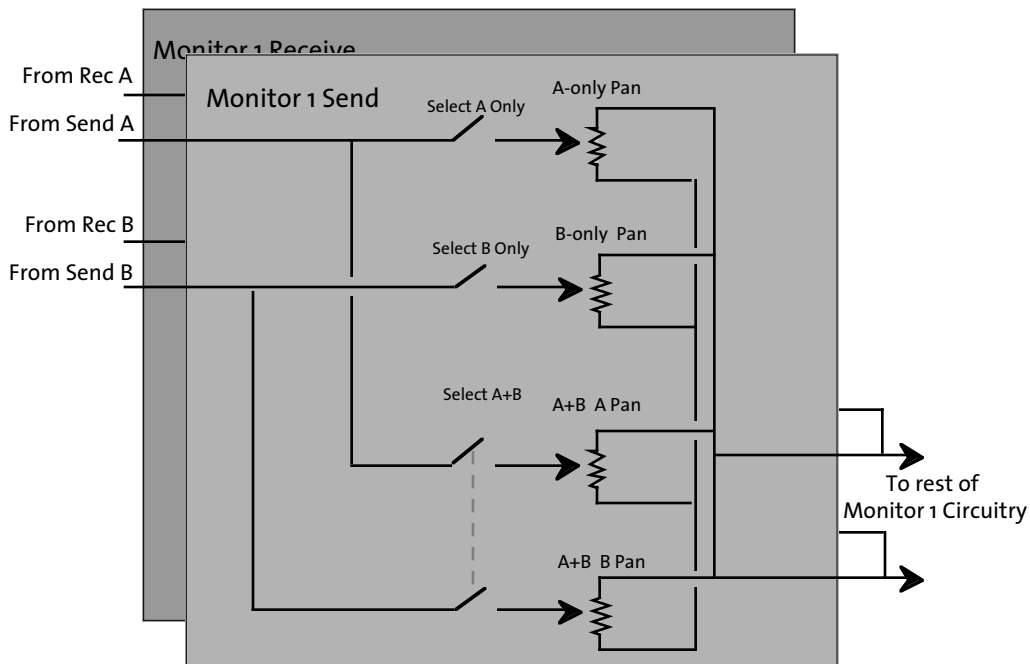 Monitor 1 Receive
From Rec A
Monitor 1 Send
From Send A
Select A Only
A-only Pan
From Rec B
From Send B
Select B Only
B-only Pan
Select A+B
A+B A Pan
To rest of
Monitor 1 Circuitry
A+B B Pan